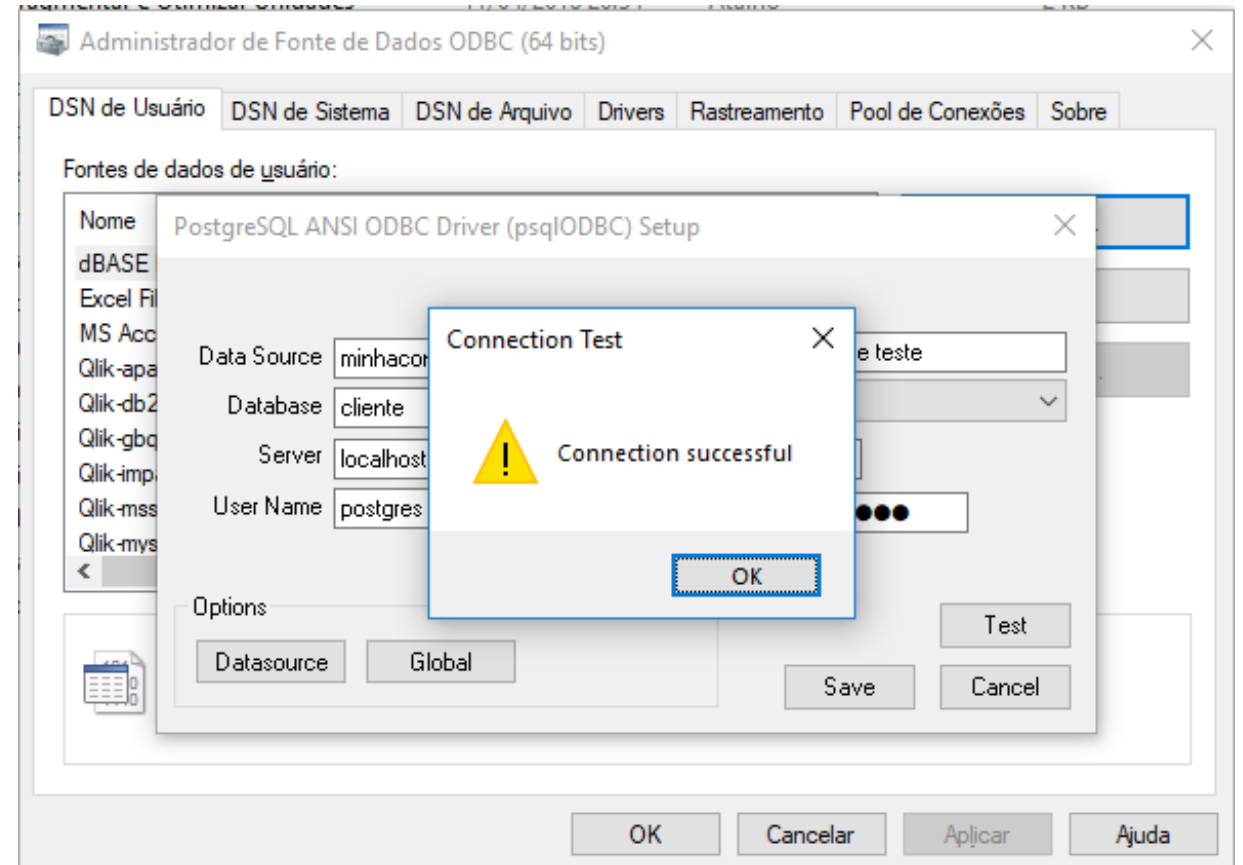 Administrador de Fonte de Dados ODBC (64 bits)
DSN de Usuário DSN de Sistema DSN de Arquivo Drivers Rastreamento Pool de Conexões Sobre
Fontes de dados de usuário:
Nome
dBASE
Excel Fil
MS Acc
Qlik-apa
Qlik-db2
Qlik-gbq
Qlik-impa
Qlik-mss
Qlik-mys
PostgreSQL ANSI ODBC Driver (psqlODBC) Setup
Data Source minhacon
e teste
Database cliente
Server localhost
User Name postgres
Connection Test
Connection successful
OK
Options
Datasource Global
Test
Save Cancel
OK Cancelar Aplicar Ajuda